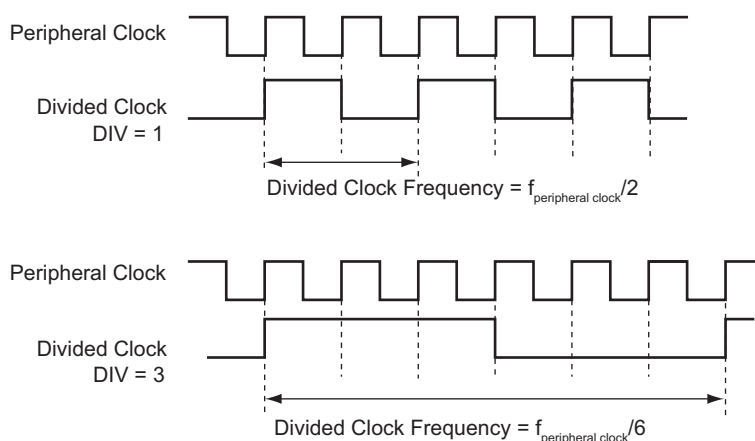 Peripheral Clock
Divided Clock
DIV = 1
Divided Clock Frequency = fperipheral clock/2
Peripheral Clock
Divided Clock
DIV = 3
Divided Clock Frequency = fperipheral clock/6